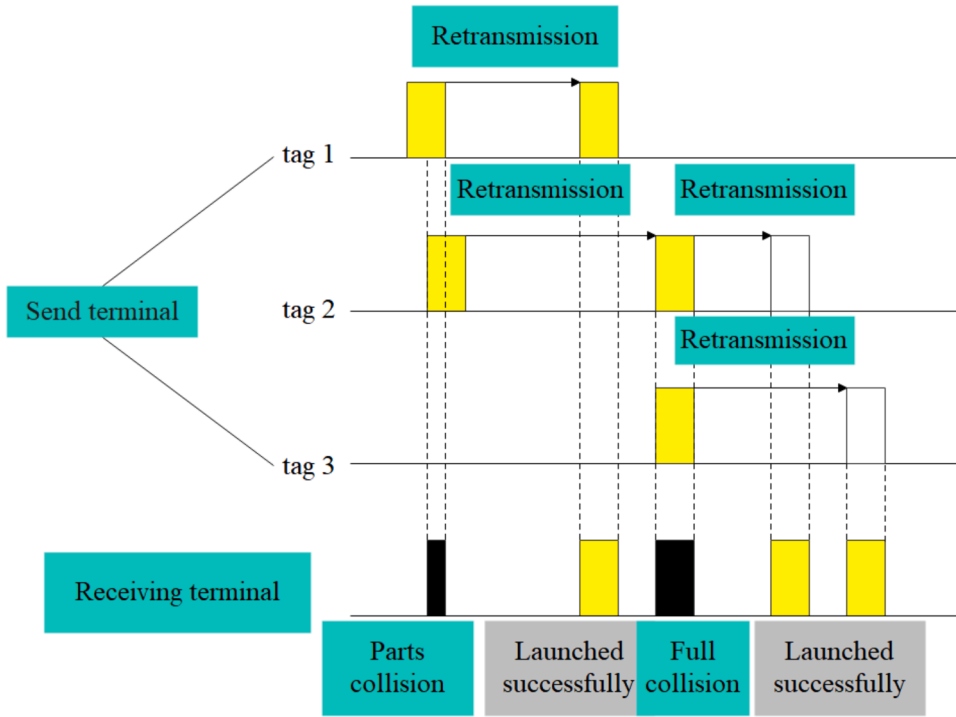 Retransmission
tag 1
Retransmission
Retransmission
Send terminal
tag 2
Retransmission
tag 3
Receiving terminal
Parts
collision
Launched
successfully
Full
collision
Launched
successfully